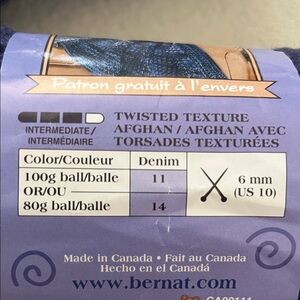 Patron gratuit à l'envers
INTERMEDIATE/
INTERMÉDIAIRE
TWISTED TEXTURE
AFGHAN / AFGHAN AVEC
TORSADES TEXTURÉES
Color/Couleur Denim
100g ball/balle 11
OR/OU
80g ball/balle 14
6 mm
(US 10)
Made in Canada • Fait au Canada
Hecho en el Canadá
www.bernat.com